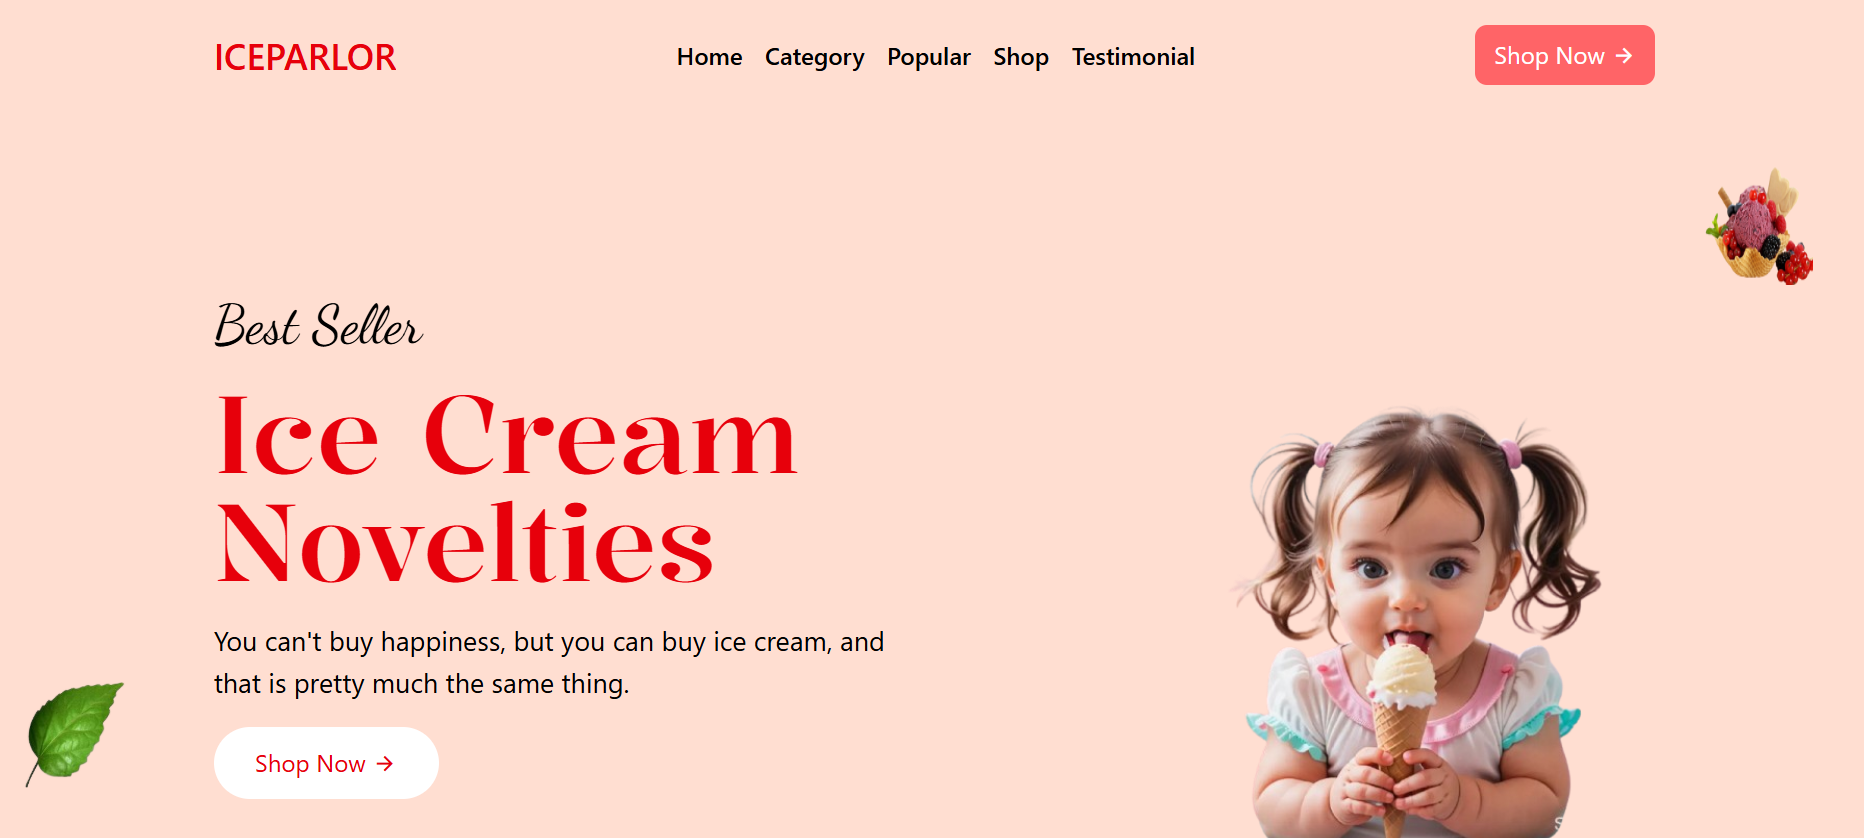 ICEPARLOR
Home Category Popular Shop Testimonial
Shop Now →
Best Seller
Ice Cream
Novelties
You can't buy happiness, but you can buy ice cream, and
that is pretty much the same thing.
Shop Now →